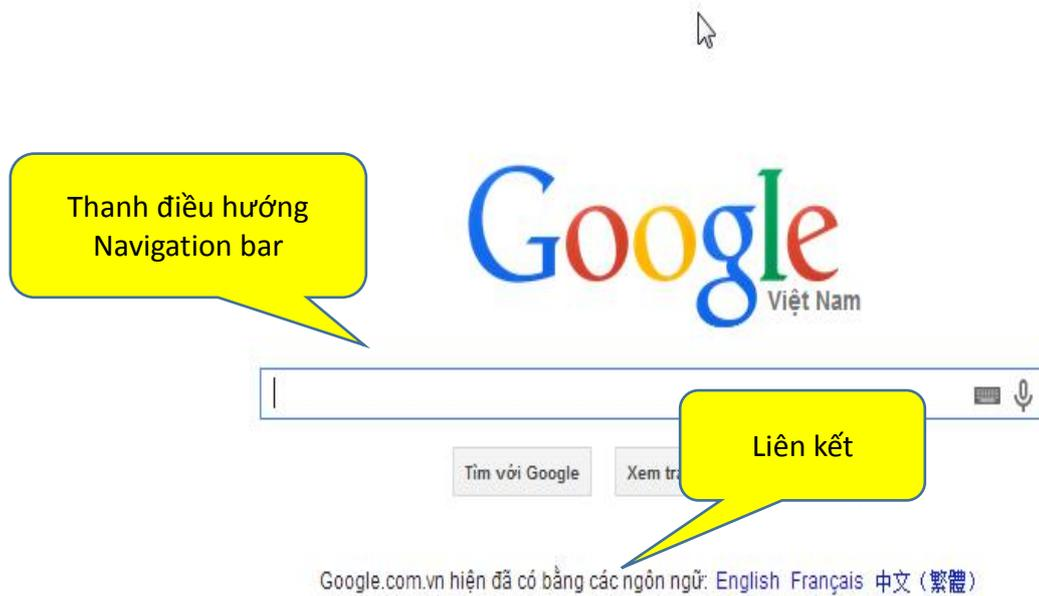 Thanh điều hướng
Navigation bar
Google
Việt Nam
Liên kết
Tìm với Google
Xem
Google.com.vn hiện đã có bằng các ngôn ngữ: English Français 中文（繁體）